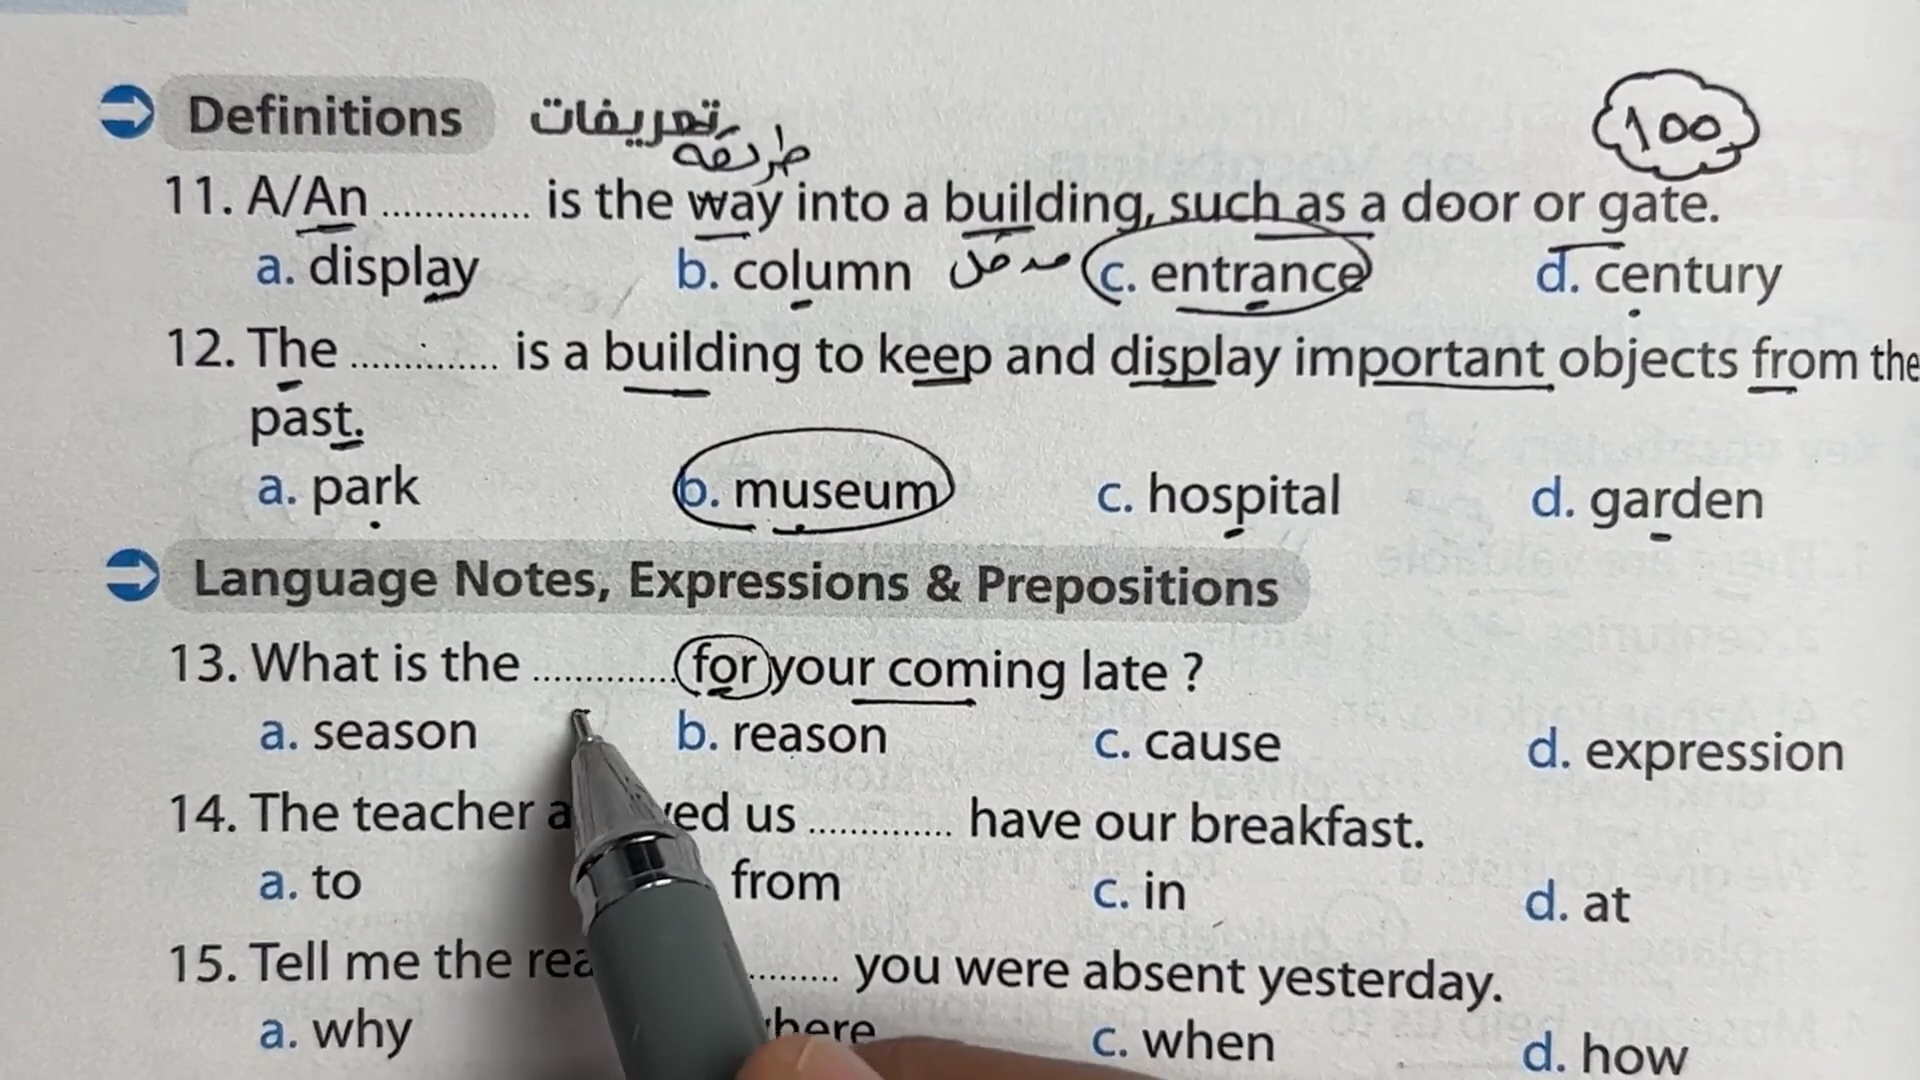 Definitions تعريفات
طريقة
100
11. A/An .............. is the way into a building, such as a door or gate.
a. display b. column مدخل c. entrance d. century
12. The .............. is a building to keep and display important objects from the
past.
a. park b. museum c. hospital d. garden
Language Notes, Expressions & Prepositions
13. What is the .............. for your coming late ?
a. season b. reason c. cause d. expression
14. The teacher us .............. have our breakfast.
a. to from c. in d. at
15. Tell me the .......... you were absent yesterday.
a. why c. when d. how